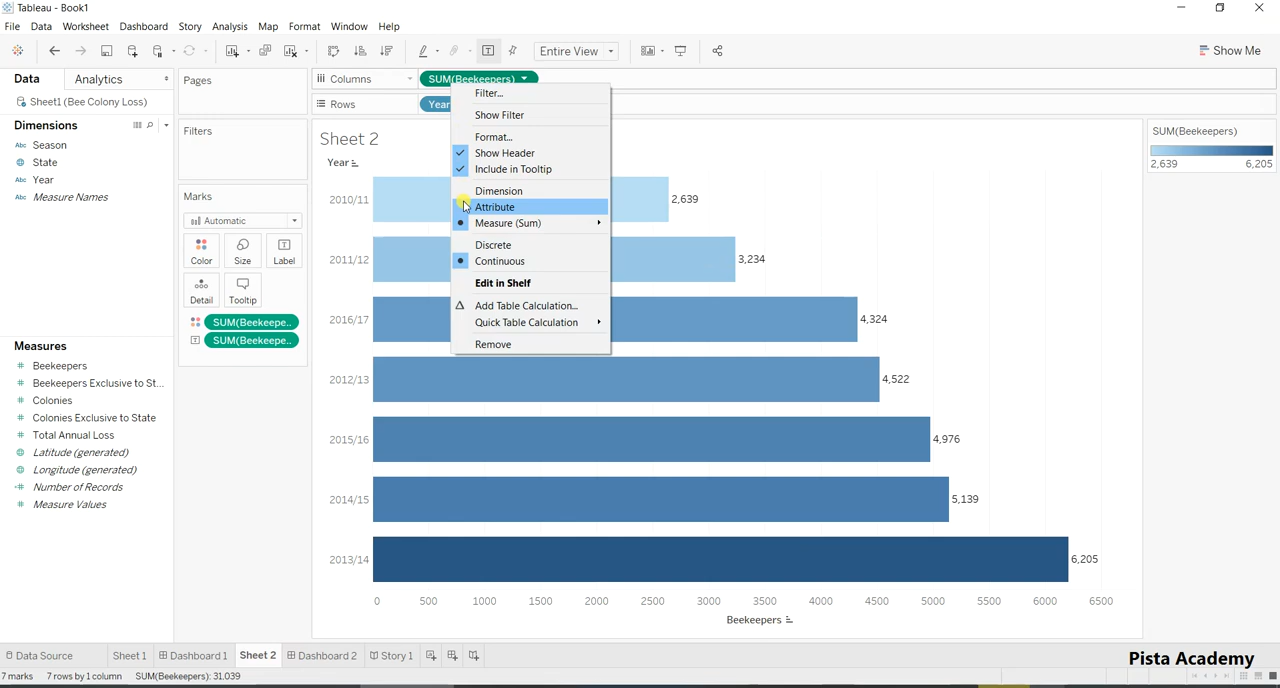 Tableau - Book1
File Data Worksheet Dashboard Story Analysis Map Format Window Help
Entire View
Show Me
Data Analytics
Sheet1 (Bee Colony Loss)
Dimensions
Abc Season
State
Abc Year
Abc Measure Names
Measures
Beekeepers
Beekeepers Exclusive to St...
Colonies
Colonies Exclusive to State
Total Annual Loss
Latitude (generated)
Longitude (generated)
Number of Records
Measure Values
Pages
Filters
Marks
Automatic
Color Size Label
Detail Tooltip
SUM(Beekeepe..
SUM(Beekeepe..
Columns SUM(Beekeepers)
Rows Year
Filter...
Show Filter
Format...
Show Header
Include in Tooltip
Dimension
Attribute
Measure (Sum)
Discrete
Continuous
Edit in Shelf
Add Table Calculation...
Quick Table Calculation
Remove
Sheet 2
Year
2010/11 2,639
2011/12 3,234
2016/17 4,324
2012/13 4,522
2015/16 4,976
2014/15 5,139
2013/14 6,205
0 500 1000 1500 2000 2500 3000 3500 4000 4500 5000 5500 6000 6500
Beekeepers
SUM(Beekeepers)
2,639 6,205
Data Source Sheet 1 Dashboard 1 Sheet 2 Dashboard 2 Story 1
Pista Academy
7 marks 7 rows by 1 column SUM(Beekeepers): 31,039